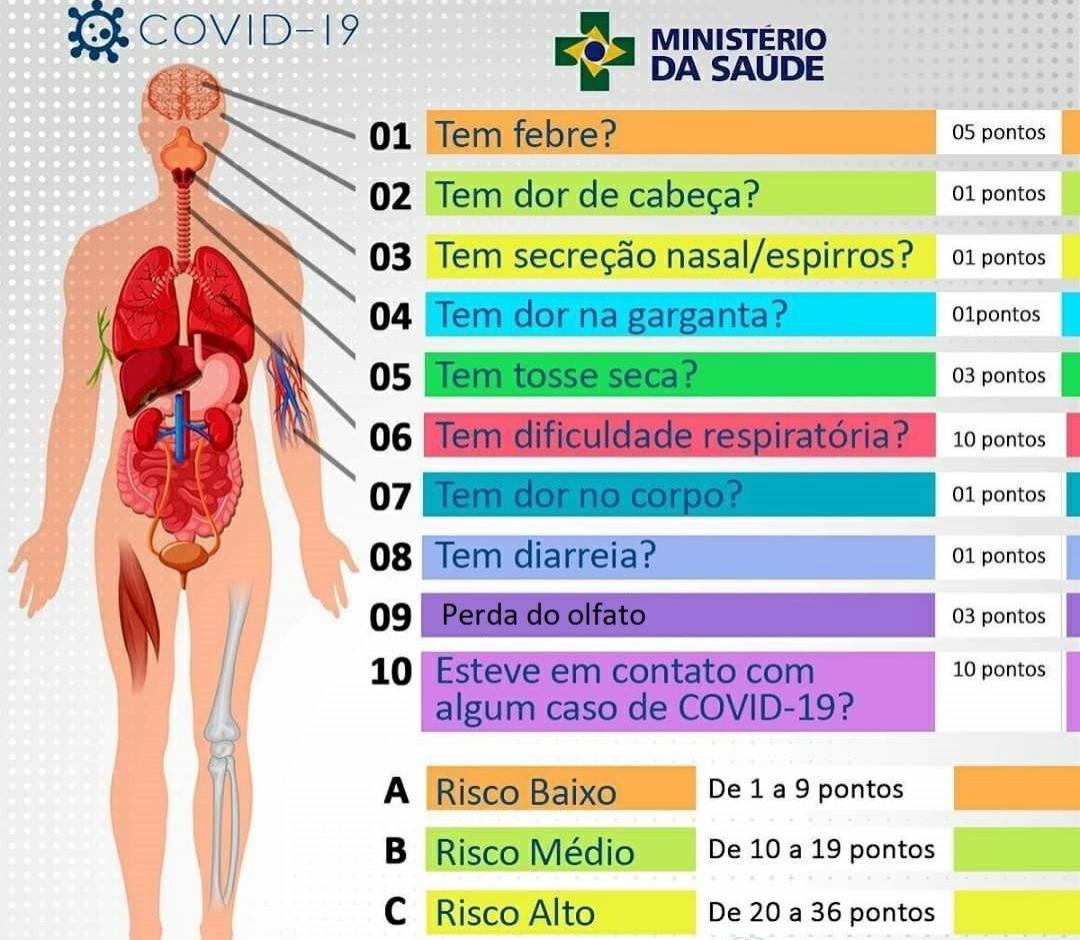 COVID-19
MINISTÉRIO
DA SAÚDE
01 Tem febre? 05 pontos
02 Tem dor de cabeça? 01 pontos
03 Tem secreção nasal/espirros? 01 pontos
04 Tem dor na garganta? 01pontos
05 Tem tosse seca? 03 pontos
06 Tem dificuldade respiratória? 10 pontos
07 Tem dor no corpo? 01 pontos
08 Tem diarreia? 01 pontos
09 Perda do olfato 03 pontos
10 Esteve em contato com 10 pontos
algum caso de COVID-19?
A Risco Baixo De 1 a 9 pontos
B Risco Médio De 10 a 19 pontos
C Risco Alto De 20 a 36 pontos